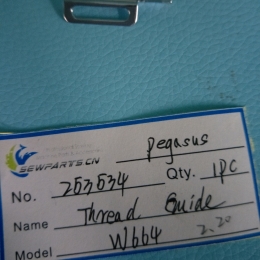 Pegasus
SEWPARTS.CN
No. 253534 Qty. 1PC
Name Thread Guide
Model W664 2.20